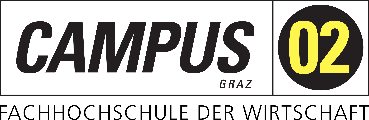 CAMPUS 02
GRAZ
FACHHOCHSCHULE DER WIRTSCHAFT